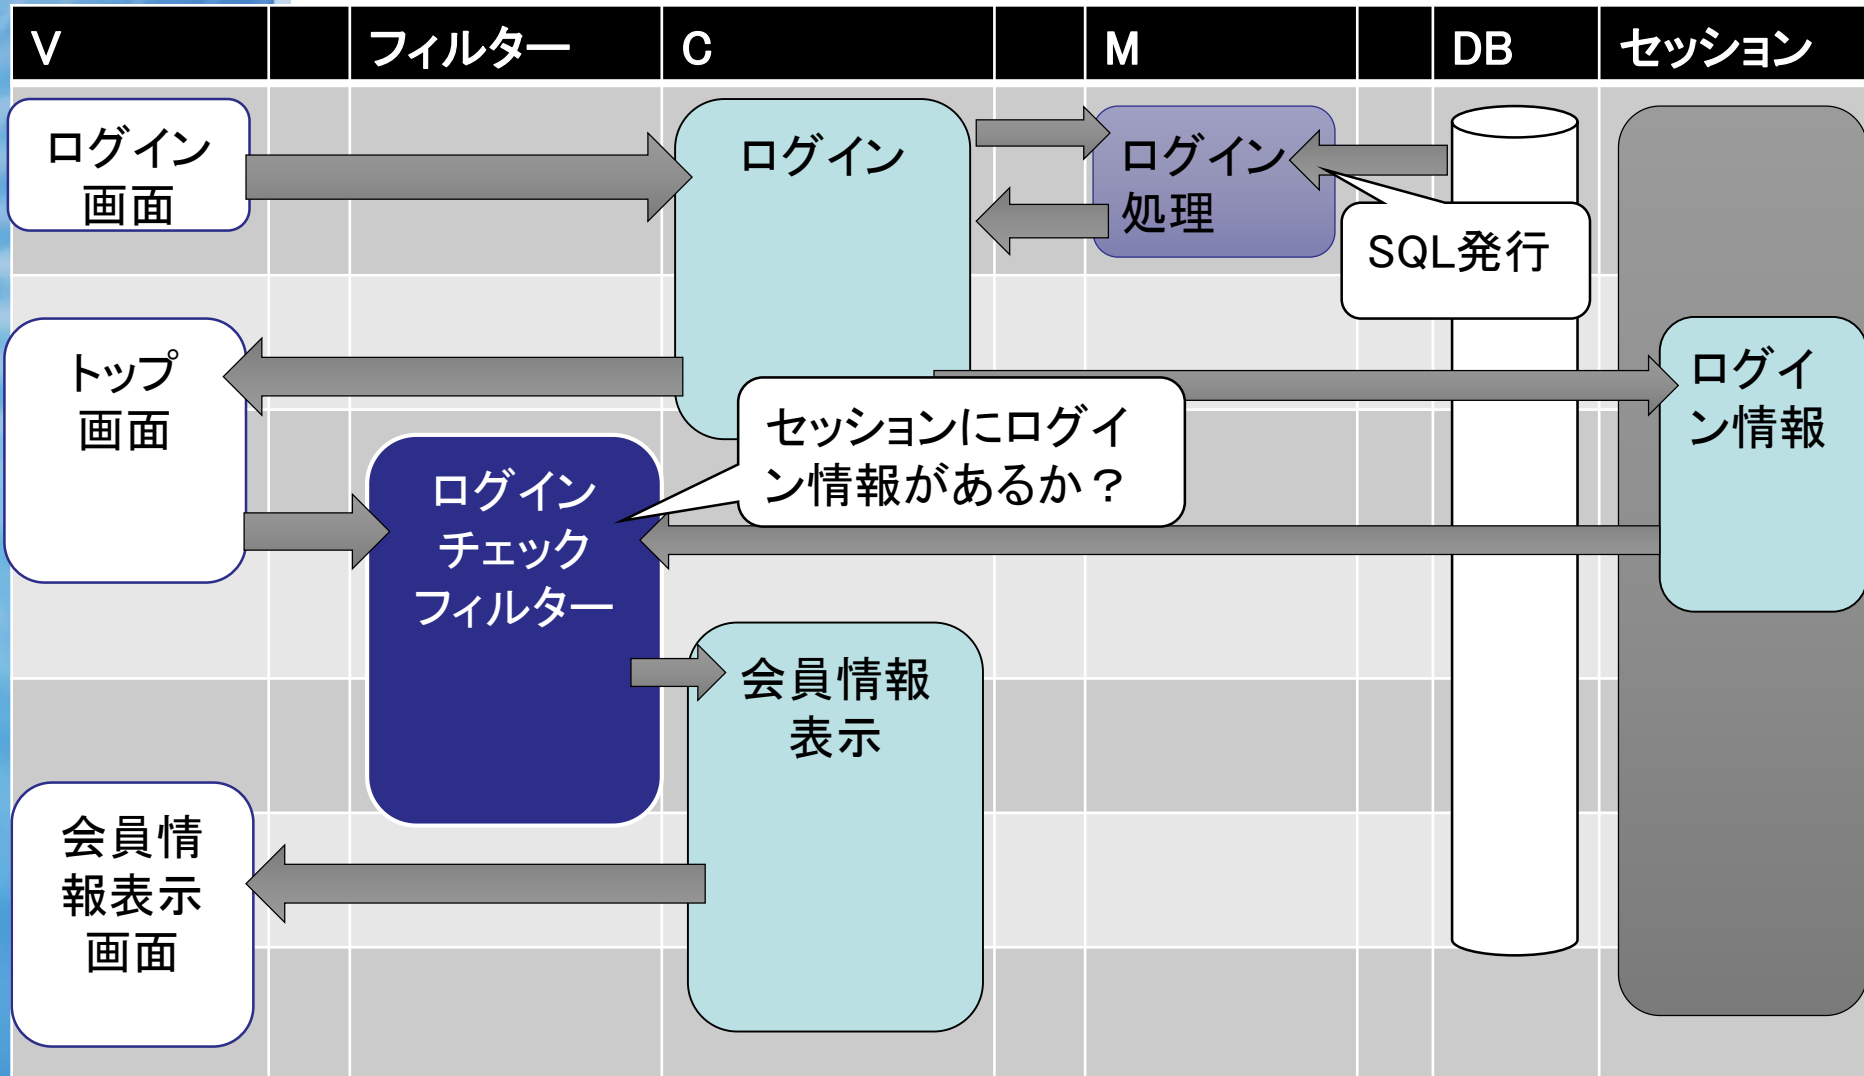 V フィルター C M DB セッション
ログイン
画面
ログイン
ログイン
処理
SQL発行
トップ
画面
ログイ
ン情報
セッションにログイ
ン情報があるか？
ログイン
チェック
フィルター
会員情報
表示
会員情
報表示
画面